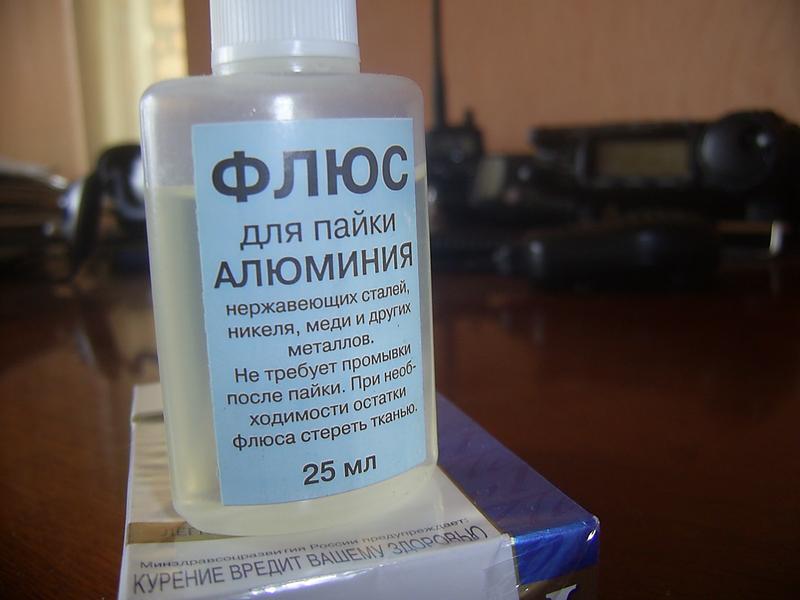 ФЛЮС
для пайки
АЛЮМИНИЯ
нержавеющих сталей,
никеля, меди и других
металлов.
Не требует промывки
после пайки. При необ-
ходимости остатки
флюса стереть тканью.
25 мл
Минздравсоцразвития России предупреждает:
КУРЕНИЕ ВРЕДИТ ВАШЕМУ ЗДОРОВЬЮ